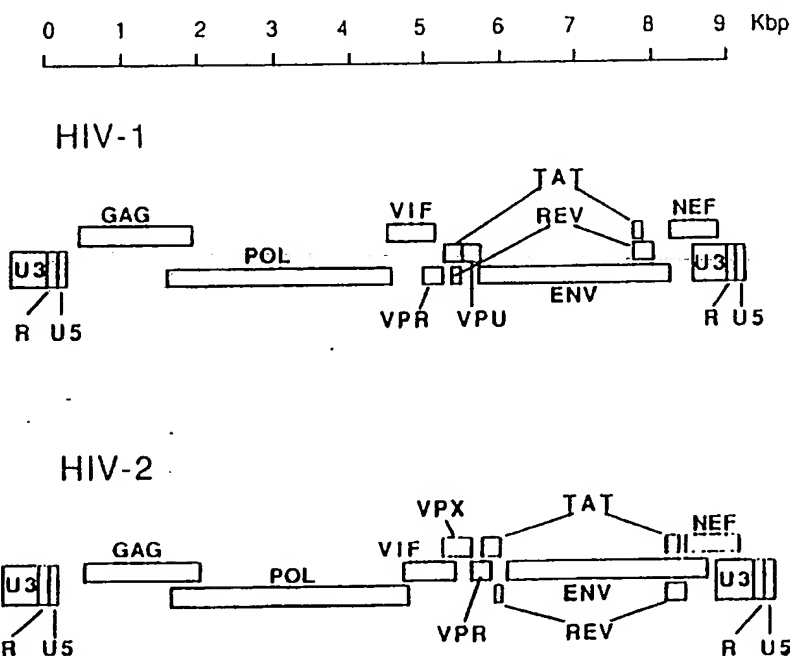 0 1 2 3 4 5 6 7 8 9 Kbp
HIV-1
TAT
GAG VIF REV NEF
U3 POL U3
ENV
R U5 VPR VPU R U5
HIV-2
VPX TAT NEF
GAG VIF
U3 POL ENV U3
VPR REV
R U5 R U5